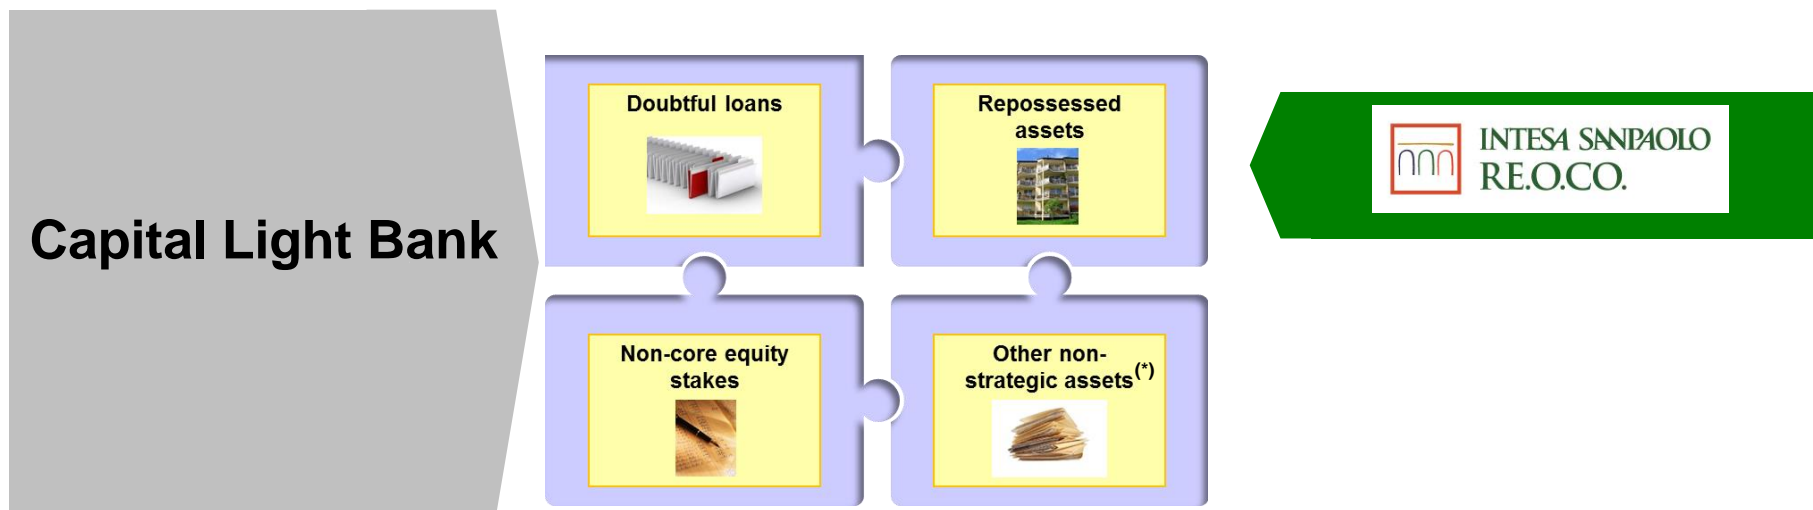 Capital Light Bank
Doubtful loans
Repossessed
assets
Non-core equity
stakes
Other non-
strategic assets(*)
INTESA SANPAOLO
RE.O.CO.